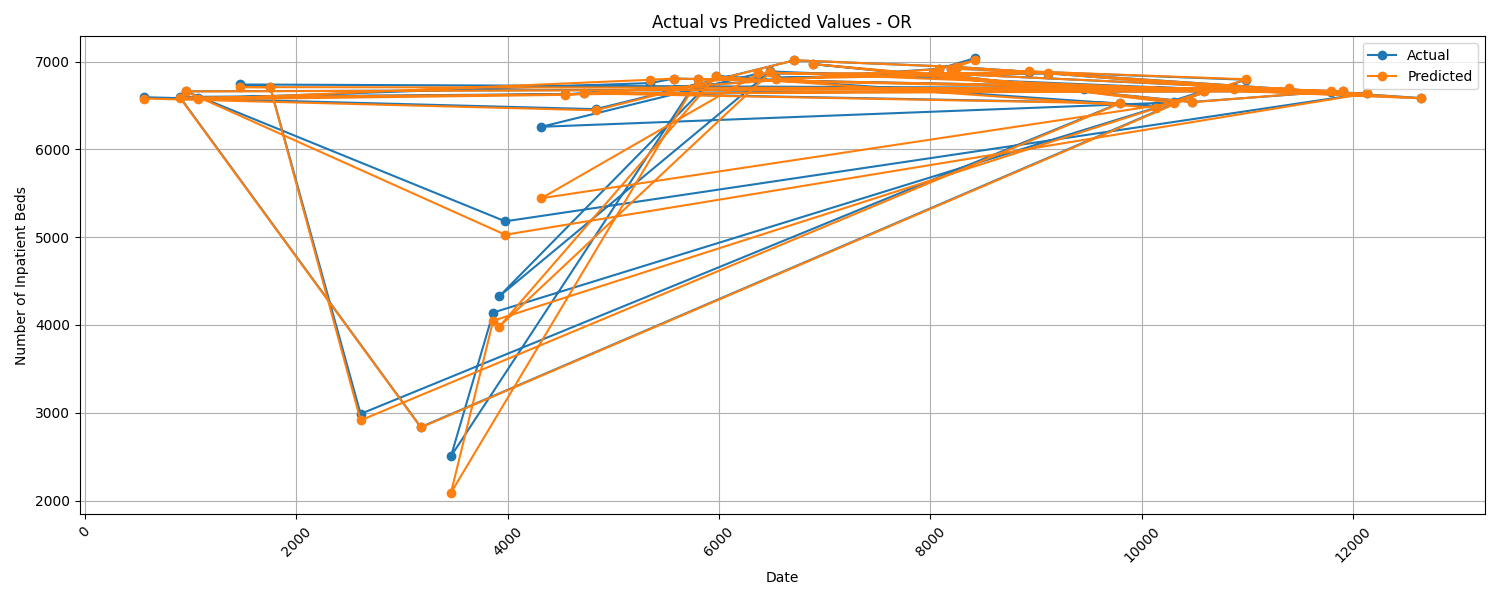 Actual vs Predicted Values - OR
Actual
Predicted
Number of Inpatient Beds
7000
6000
5000
4000
3000
2000
0
2000
4000
6000
8000
10000
12000
Date